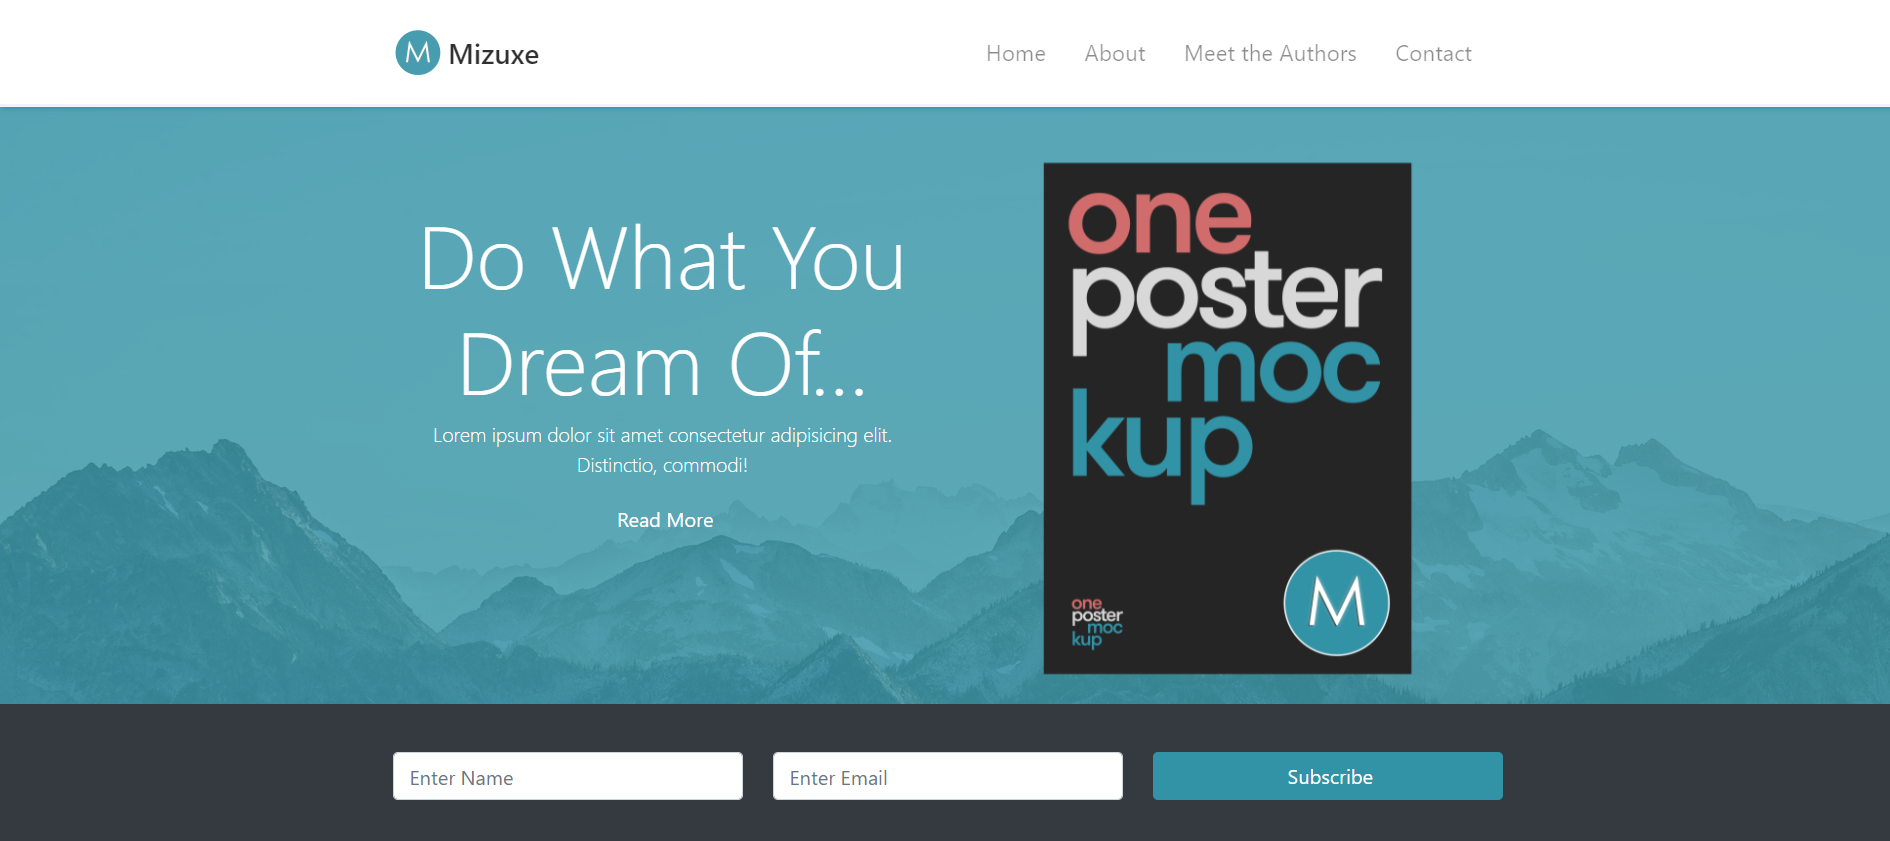 M Mizuxe
Home About Meet the Authors Contact
Do What You
Dream Of...
Lorem ipsum dolor sit amet consectetur adipisicing elit.
Distinctio, commodi!
Read More
one
poster
moc
kup
one
poster
moc
kup
M
Enter Name
Enter Email
Subscribe